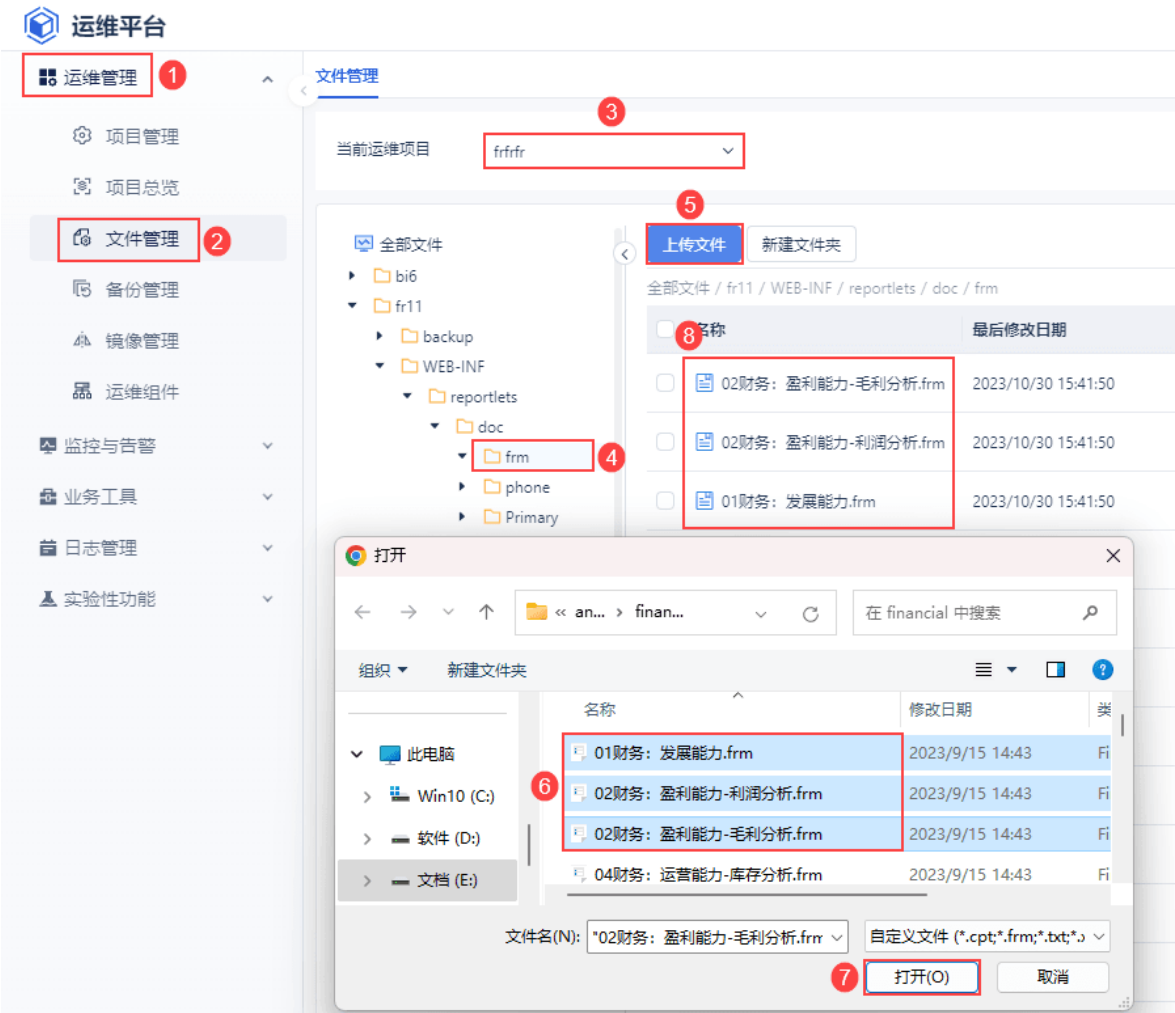 运维平台
运维管理 1
项目管理
项目总览
文件管理 2
备份管理
镜像管理
运维组件
监控与告警
业务工具
日志管理
实验性功能
文件管理
3
当前运维项目 frfrfr
全部文件
bi6
fr11
backup
WEB-INF
reportlets
doc
frm 4
phone
Primary
5
上传文件 新建文件夹
全部文件 / fr11 / WEB-INF / reportlets / doc / frm
8 名称 最后修改日期
02财务：盈利能力-毛利分析.frm 2023/10/30 15:41:50
02财务：盈利能力-利润分析.frm 2023/10/30 15:41:50
01财务：发展能力.frm 2023/10/30 15:41:50
打开
« an... › finan... 在 financial 中搜索
组织 新建文件夹 ?
此电脑
Win10 (C:)
软件 (D:)
文档 (E:)
名称 修改日期 类
01财务：发展能力.frm 2023/9/15 14:43 Fi
6
02财务：盈利能力-利润分析.frm 2023/9/15 14:43 Fi
02财务：盈利能力-毛利分析.frm 2023/9/15 14:43 Fi
04财务：运营能力-库存分析.frm 2023/9/15 14:43 Fi
文件名(N): "02财务：盈利能力-毛利分析.frm 自定义文件 (*.cpt;*.frm;*.txt;*.
7 打开(O) 取消